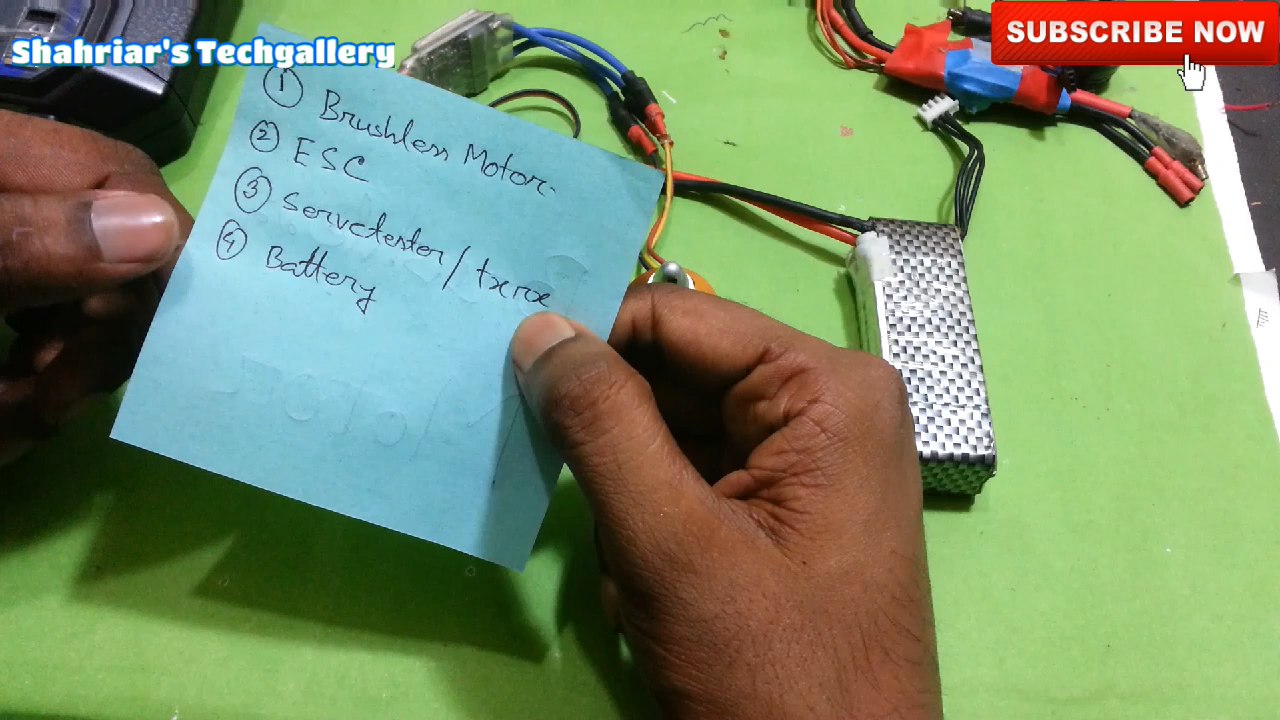 Shahriar's Techgallery
SUBSCRIBE NOW
① Brushless Motor.
② ESC
③ Servotester / txrx
④ Battery